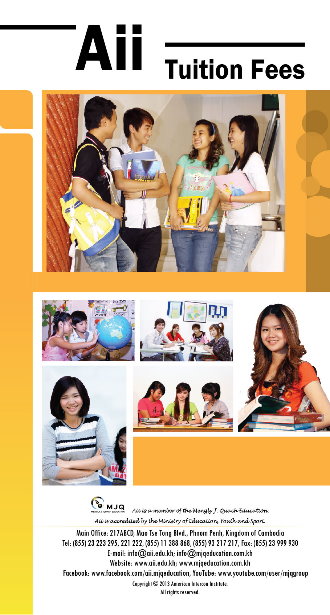 Aii Tuition Fees
MJQ Aii is a member of the Mengly J. Quach Education
Aii is accredited by the Ministry of Education, Youth and Sport
Main Office: 217ABCD, Mao Tse Tong Blvd., Phnom Penh, Kingdom of Cambodia
Tel: (855) 23 223 295, 221 222, (855) 11 388 868, (855) 93 217 217, Fax: (855) 23 999 930
E-mail: info@aii.edu.kh; info@mjqeducation.com.kh
Website: www.aii.edu.kh; www.mjqeducation.com.kh
Facebook: www.facebook.com/aii.mjqeducation, YouTube: www.youtube.com/user/mjqgroup
Copyright © 2013 American Intercon Institute.
All rights reserved